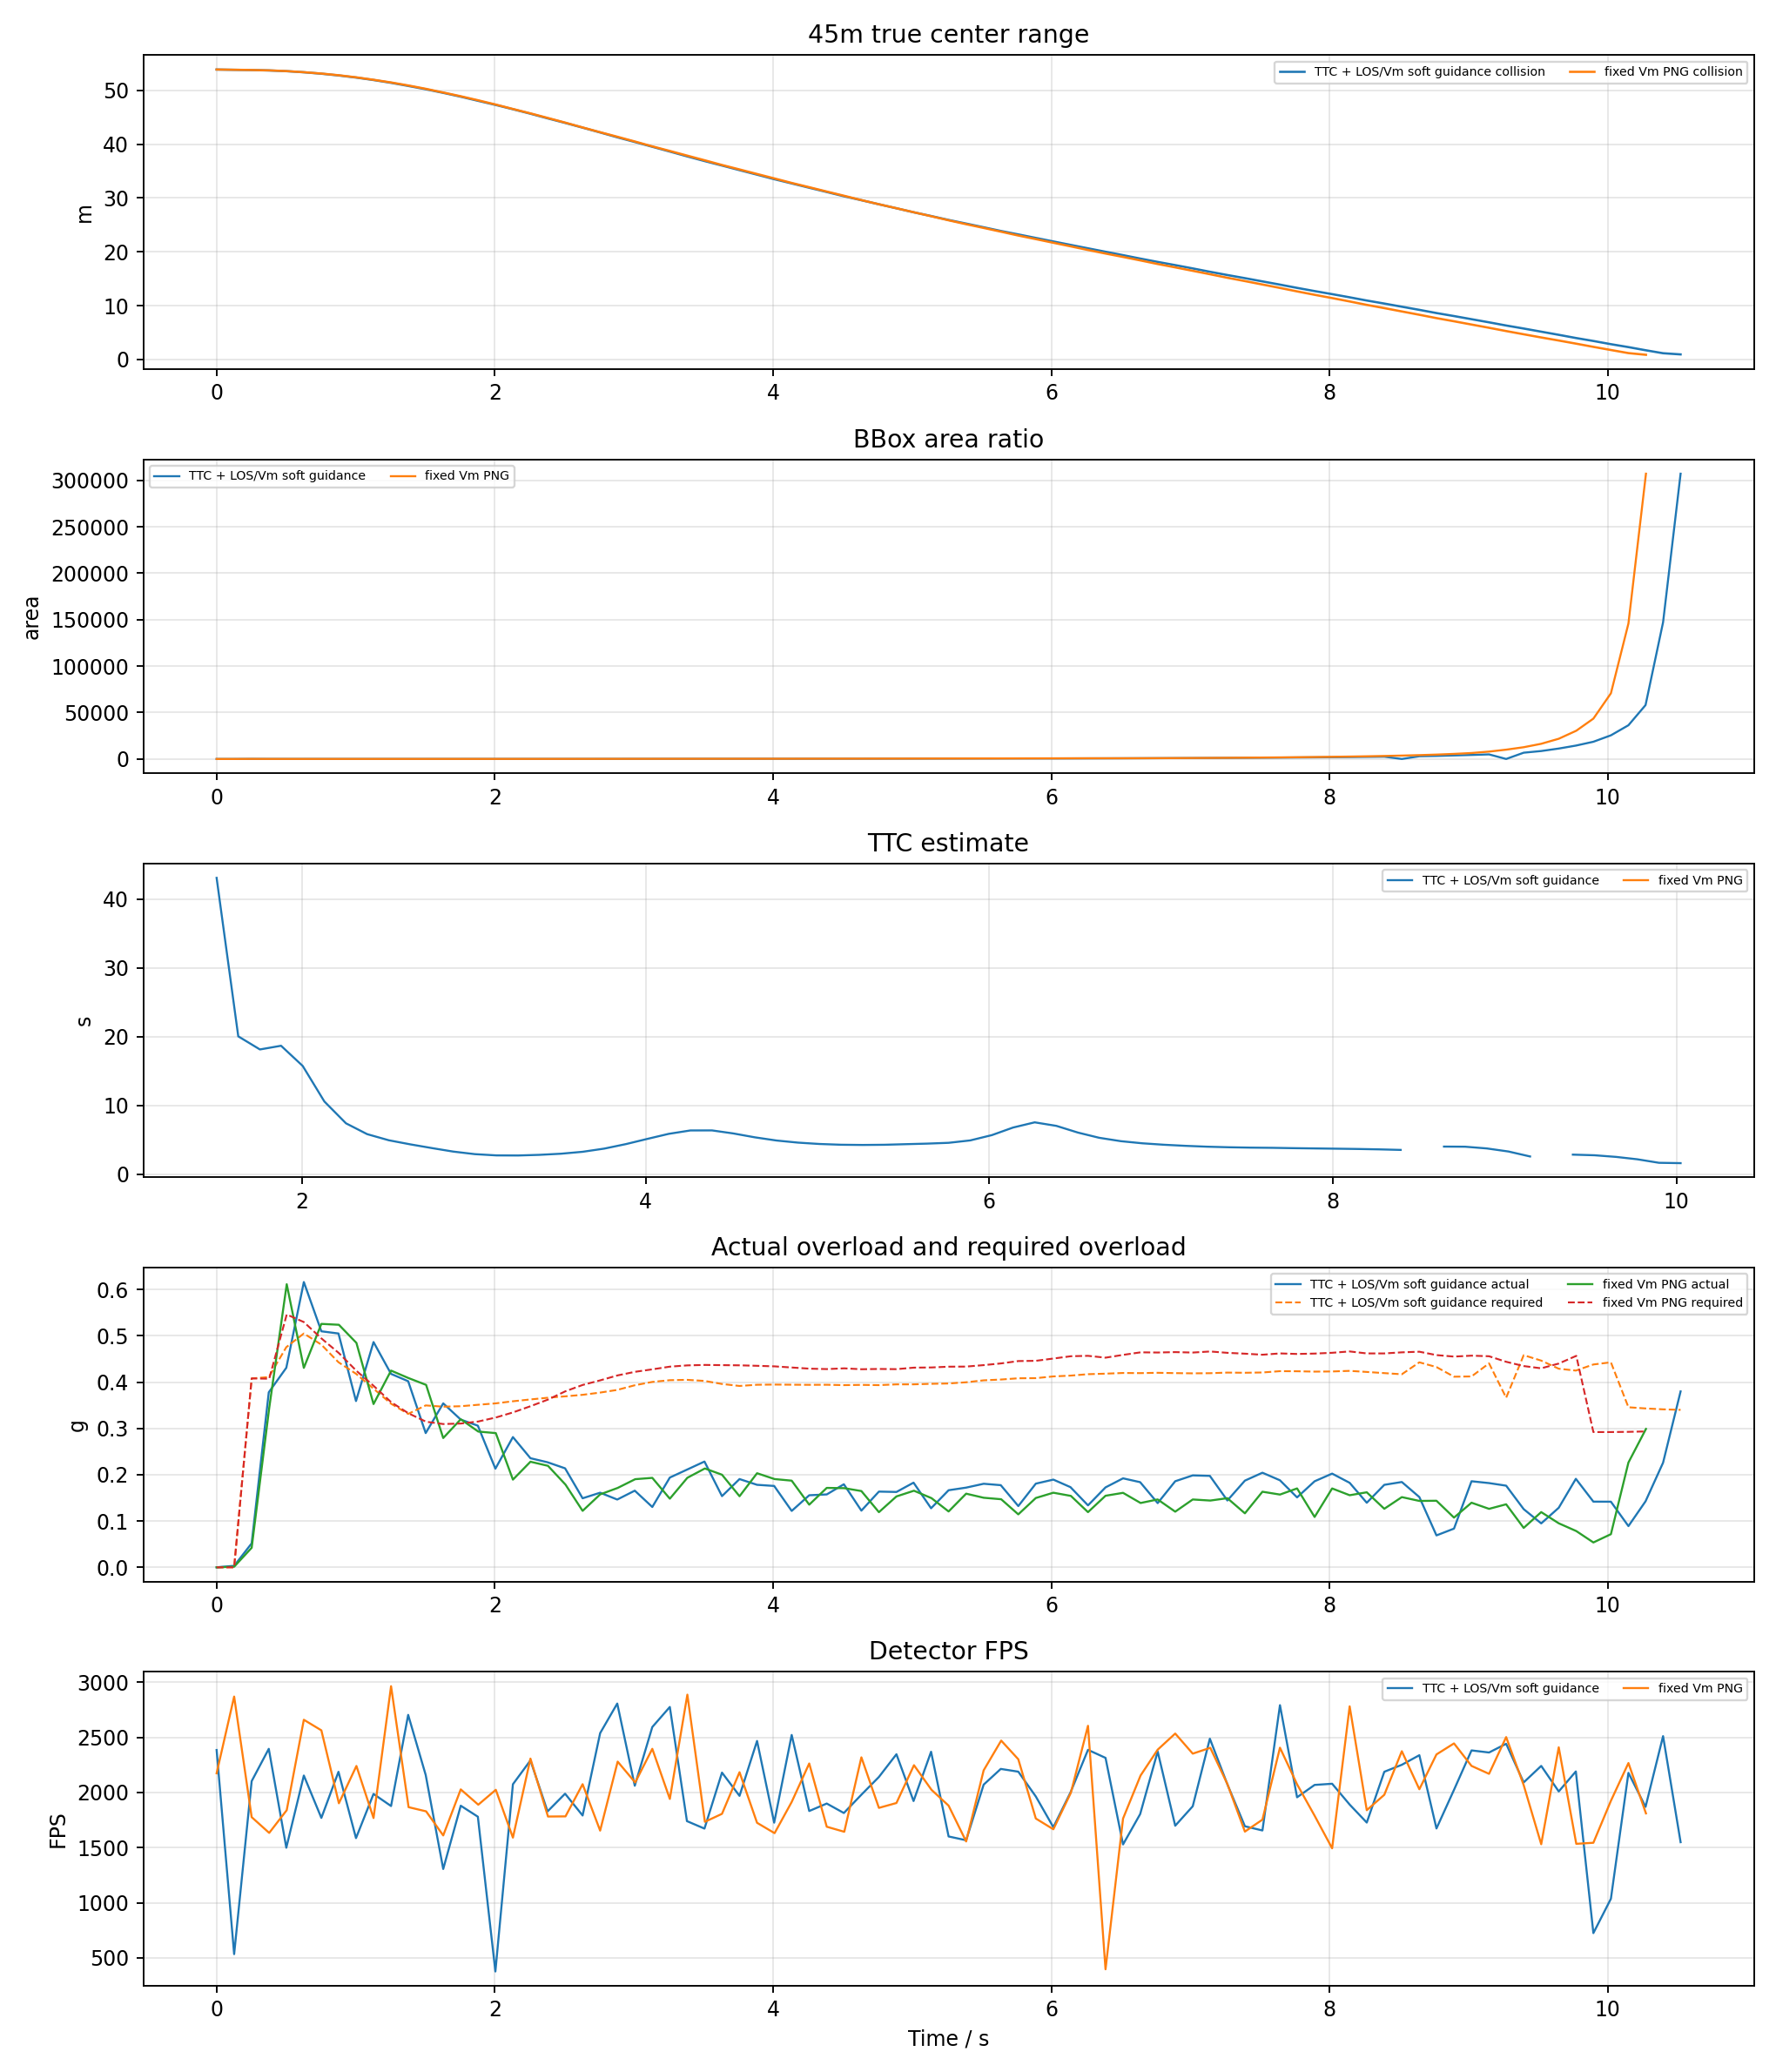 45m true center range
TTC + LOS/Vm soft guidance collision fixed Vm PNG collision
50
40
30
20
10
0
m
0 2 4 6 8 10
BBox area ratio
TTC + LOS/Vm soft guidance fixed Vm PNG
300000
250000
200000
150000
100000
50000
0
area
0 2 4 6 8 10
TTC estimate
TTC + LOS/Vm soft guidance fixed Vm PNG
40
30
20
10
0
s
2 4 6 8 10
Actual overload and required overload
TTC + LOS/Vm soft guidance actual fixed Vm PNG actual
TTC + LOS/Vm soft guidance required fixed Vm PNG required
0.6
0.5
0.4
0.3
0.2
0.1
0.0
g
0 2 4 6 8 10
Detector FPS
TTC + LOS/Vm soft guidance fixed Vm PNG
3000
2500
2000
1500
1000
500
FPS
0 2 4 6 8 10
Time / s